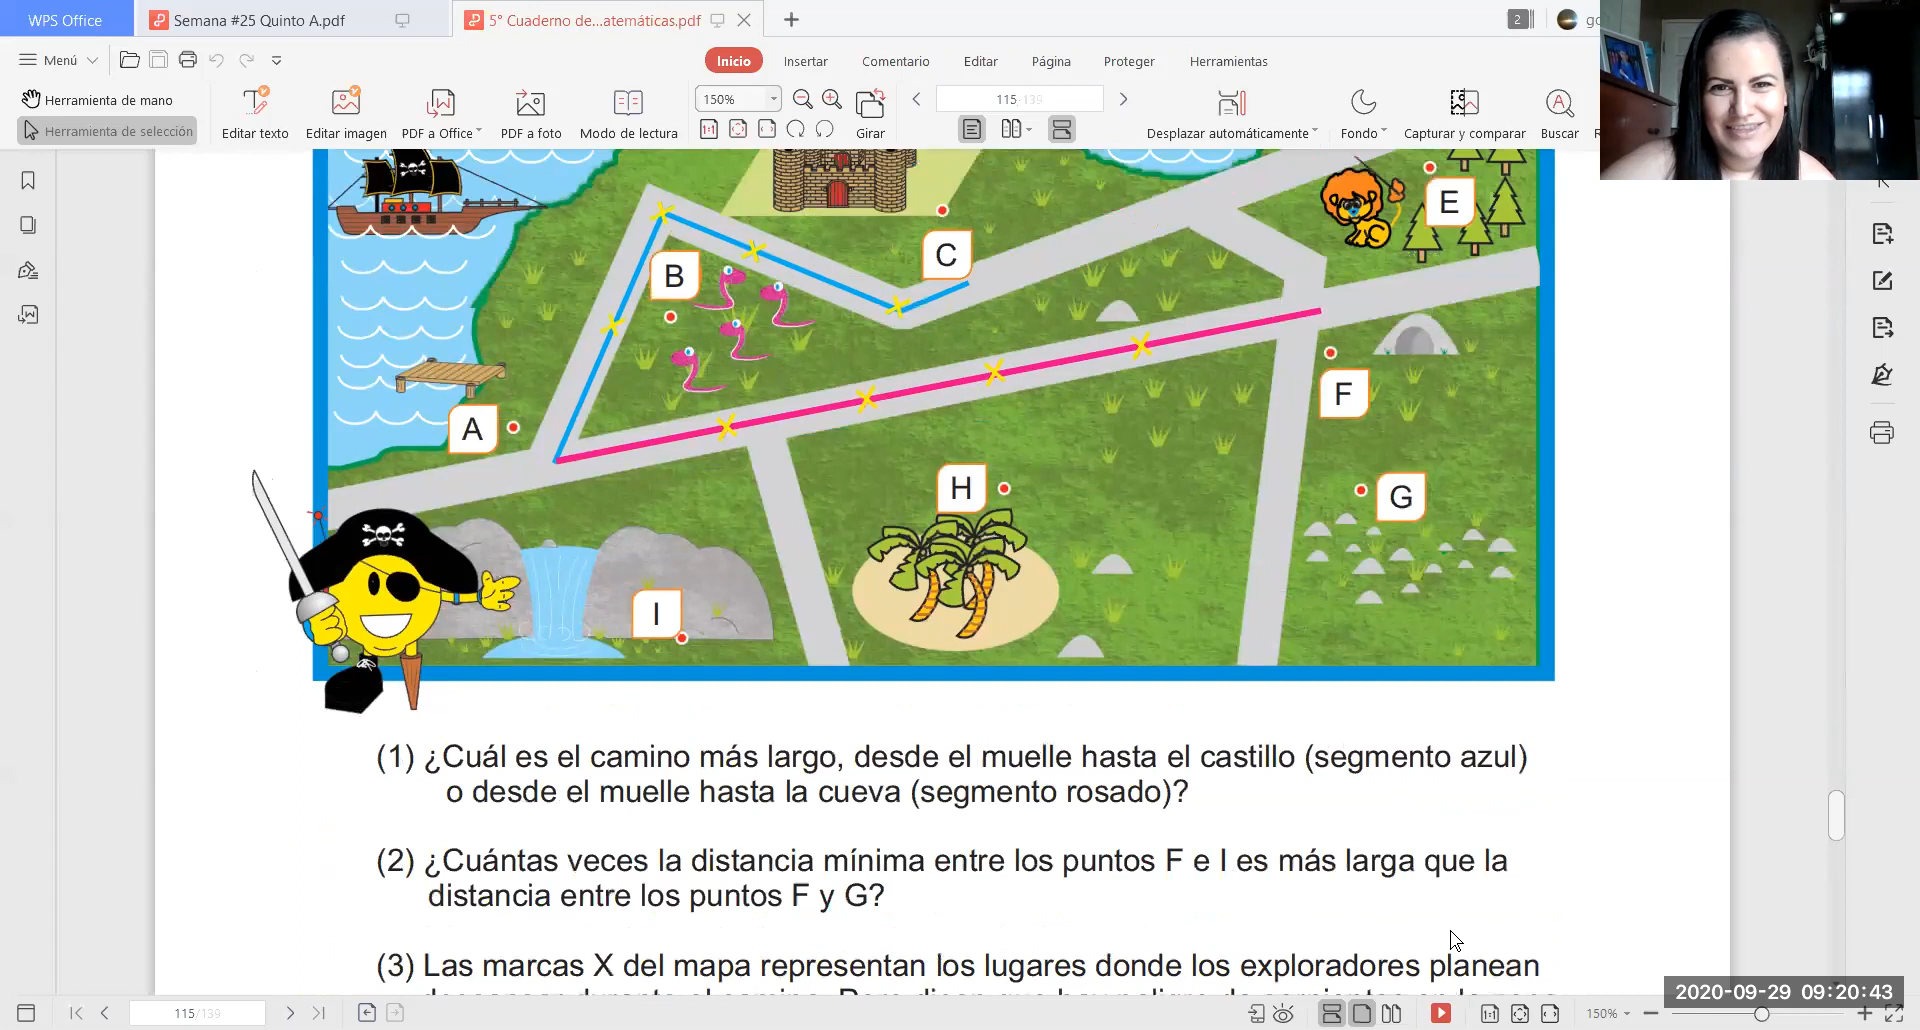 WPS Office
Semana #25 Quinto A.pdf
5° Cuaderno de...atemáticas.pdf
2
Menú
Inicio
Insertar
Comentario
Editar
Página
Proteger
Herramientas
Herramienta de mano
Herramienta de selección
Editar texto
Editar imagen
PDF a Office
PDF a foto
Modo de lectura
150%
Girar
115/139
Desplazar automáticamente
Fondo
Capturar y comparar
Buscar
E
C
B
F
A
H
G
I
(1) ¿Cuál es el camino más largo, desde el muelle hasta el castillo (segmento azul)
o desde el muelle hasta la cueva (segmento rosado)?
(2) ¿Cuántas veces la distancia mínima entre los puntos F e I es más larga que la
distancia entre los puntos F y G?
(3) Las marcas X del mapa representan los lugares donde los exploradores planean
2020-09-29 09:20:43
115/139
150%